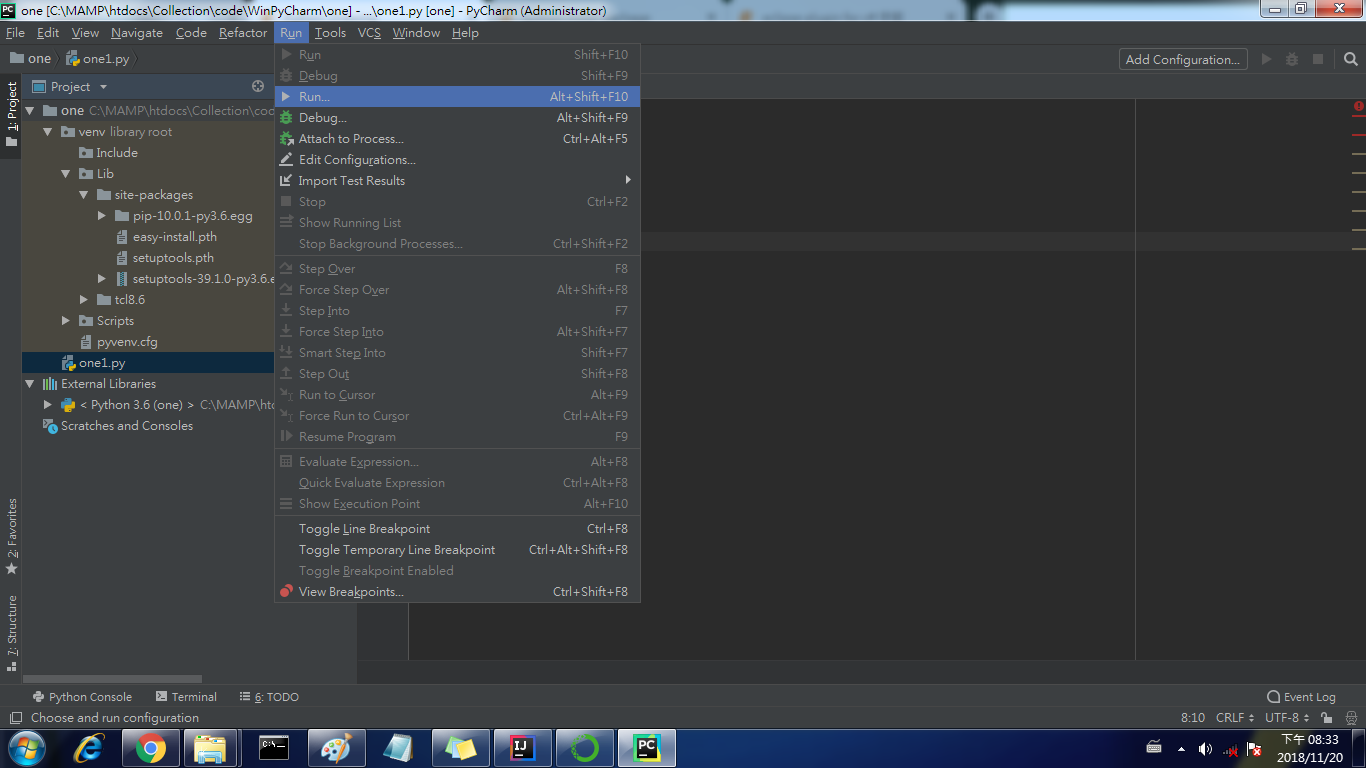 one [C:\MAMP\htdocs\Collection\code\WinPyCharm\one] - ...\one1.py [one] - PyCharm (Administrator)
File Edit View Navigate Code Refactor Run Tools VCS Window Help
one one1.py Add Configuration...
Project
1: Project
one C:\MAMP\htdocs\Collection\cod
venv library root
Include
Lib
site-packages
pip-10.0.1-py3.6.egg
easy-install.pth
setuptools.pth
setuptools-39.1.0-py3.6.e
tcl8.6
Scripts
pyvenv.cfg
one1.py
External Libraries
< Python 3.6 (one) > C:\MAMP\htd
Scratches and Consoles
Run Shift+F10
Debug Shift+F9
Run... Alt+Shift+F10
Debug... Alt+Shift+F9
Attach to Process... Ctrl+Alt+F5
Edit Configurations...
Import Test Results
Stop Ctrl+F2
Show Running List
Stop Background Processes... Ctrl+Shift+F2
Step Over F8
Force Step Over Alt+Shift+F8
Step Into F7
Force Step Into Alt+Shift+F7
Smart Step Into Shift+F7
Step Out Shift+F8
Run to Cursor Alt+F9
Force Run to Cursor Ctrl+Alt+F9
Resume Program F9
Evaluate Expression... Alt+F8
Quick Evaluate Expression Ctrl+Alt+F8
Show Execution Point Alt+F10
Toggle Line Breakpoint Ctrl+F8
Toggle Temporary Line Breakpoint Ctrl+Alt+Shift+F8
Toggle Breakpoint Enabled
View Breakpoints... Ctrl+Shift+F8
2: Favorites
7: Structure
Python Console Terminal 6: TODO Event Log
Choose and run configuration 8:10 CRLF UTF-8
下午 08:33
2018/11/20